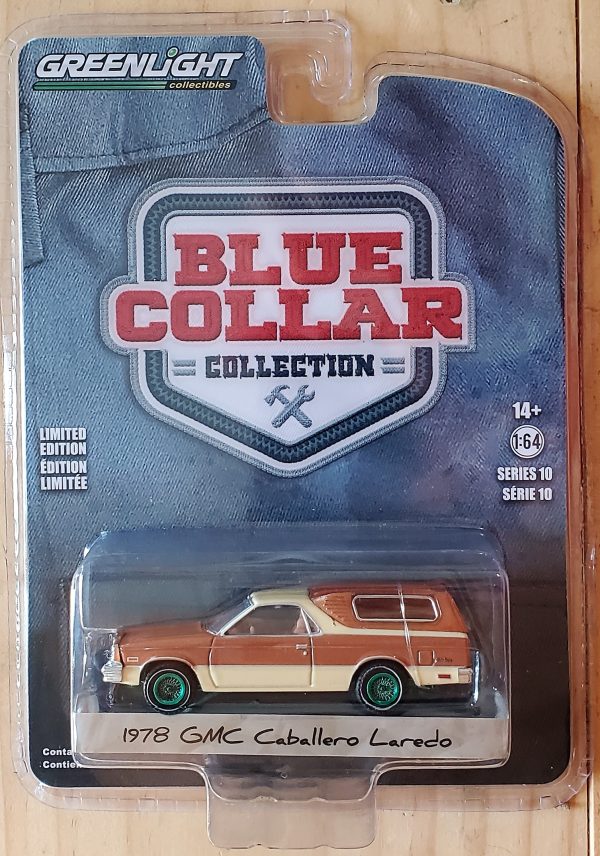 GREENLiGHT
collectibles
BLUE
COLLAR
COLLECTION
14+
1:64
SERIES 10
SÉRIE 10
LIMITED
EDITION
ÉDITION
LIMITÉE
1978 GMC Caballero Laredo